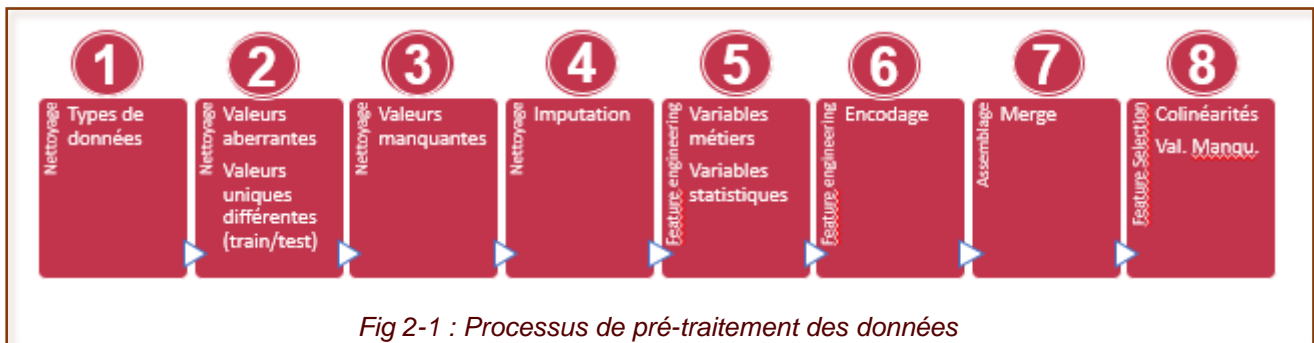 1
Nettoyage
Types de
données
2
Nettoyage
Valeurs
aberrantes
Valeurs
uniques
différentes
(train/test)
3
Nettoyage
Valeurs
manquantes
4
Nettoyage
Imputation
5
Feature engineering
Variables
métiers
Variables
statistiques
6
Feature engineering
Encodage
7
Assemblage
Merge
8
Feature Selection
Colinéarités
Val. Manqu.
Fig 2-1 : Processus de pré-traitement des données